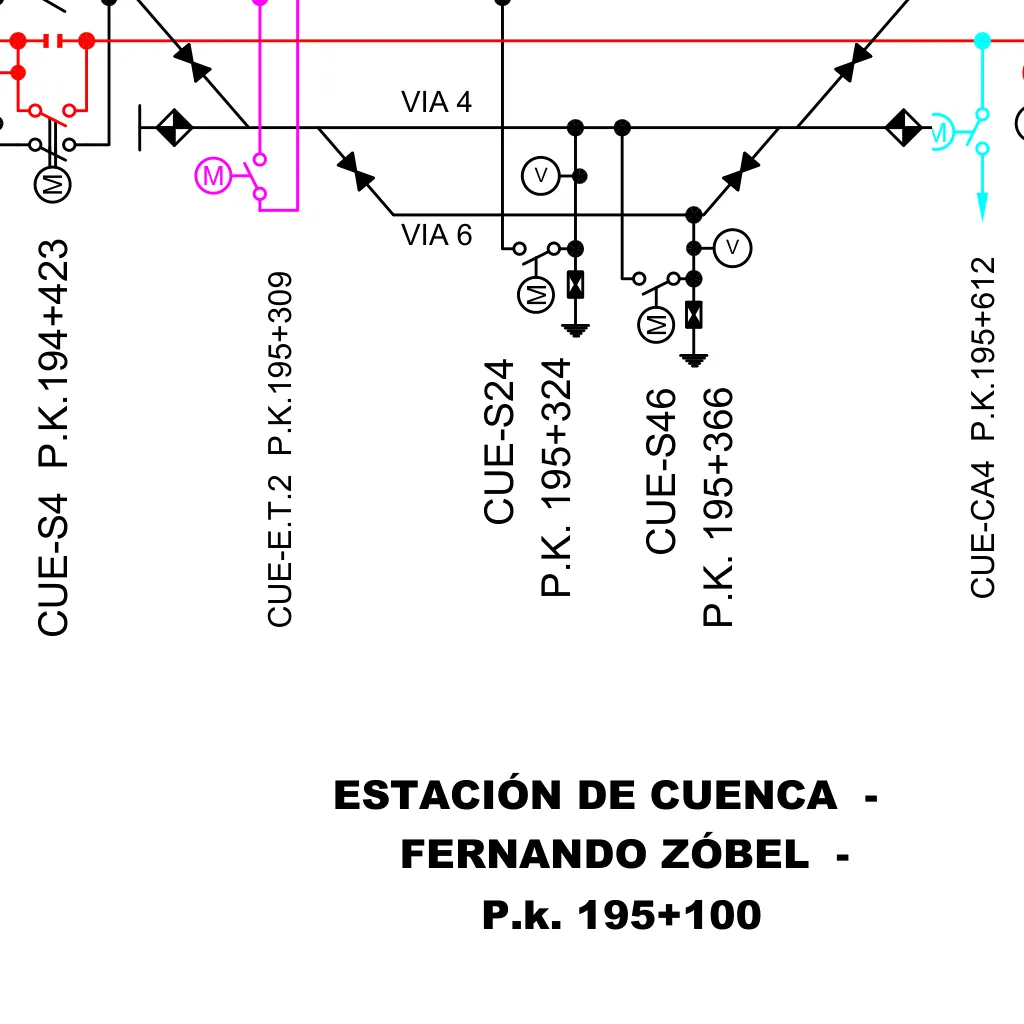 VIA 4
M
V
M
M
VIA 6
V
M
M
CUE-S4 P.K.194+423
CUE-E.T.2 P.K.195+309
CUE-S24
P.K. 195+324
CUE-S46
P.K. 195+366
CUE-CA4 P.K.195+612
ESTACIÓN DE CUENCA -
FERNANDO ZÓBEL -
P.k. 195+100